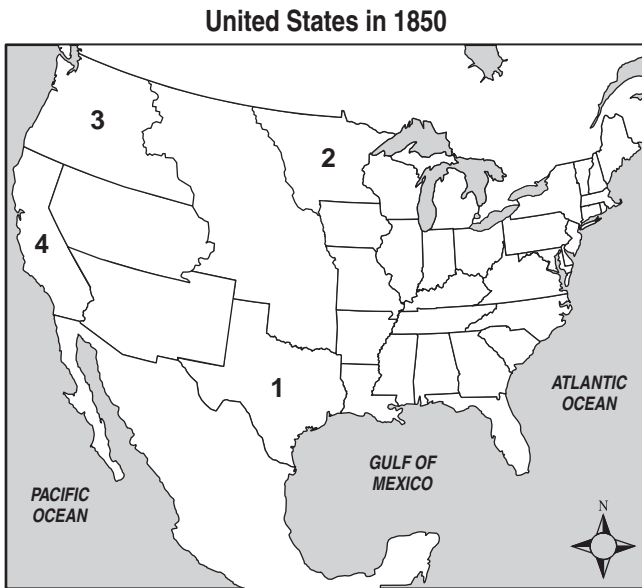 United States in 1850
3
2
4
1
ATLANTIC
OCEAN
GULF OF
MEXICO
PACIFIC
OCEAN
N